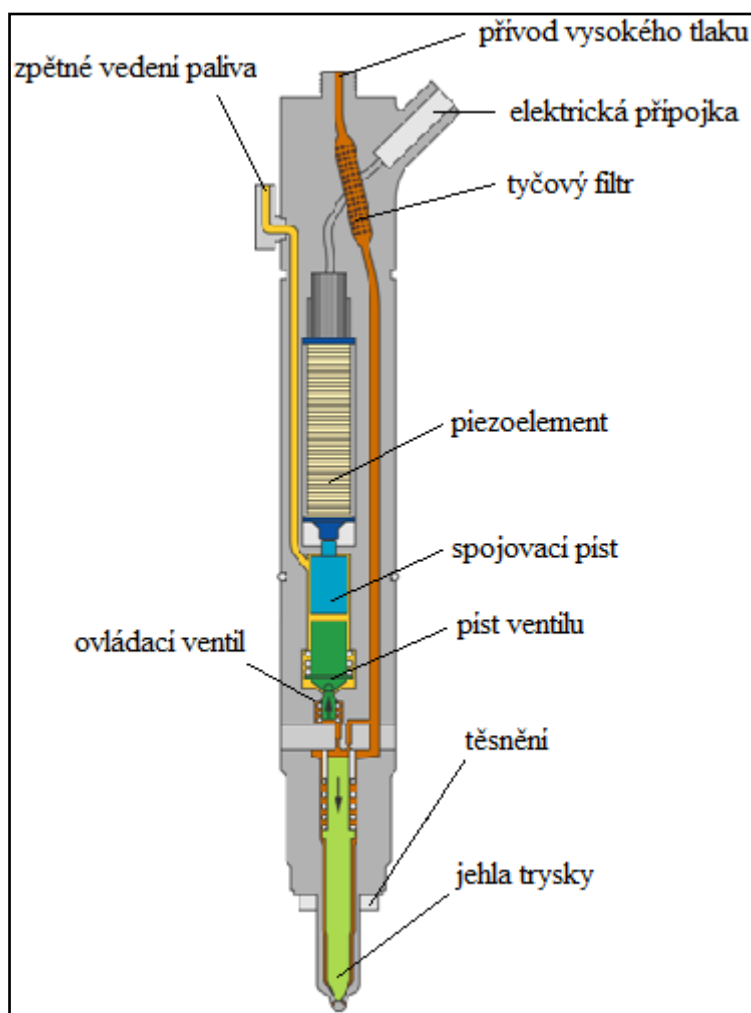 přívod vysokého tlaku
zpětné vedení paliva
elektrická přípojka
tyčový filtr
piezoelement
spojovací píst
ovládací ventil
píst ventilu
těsnění
jehla trysky